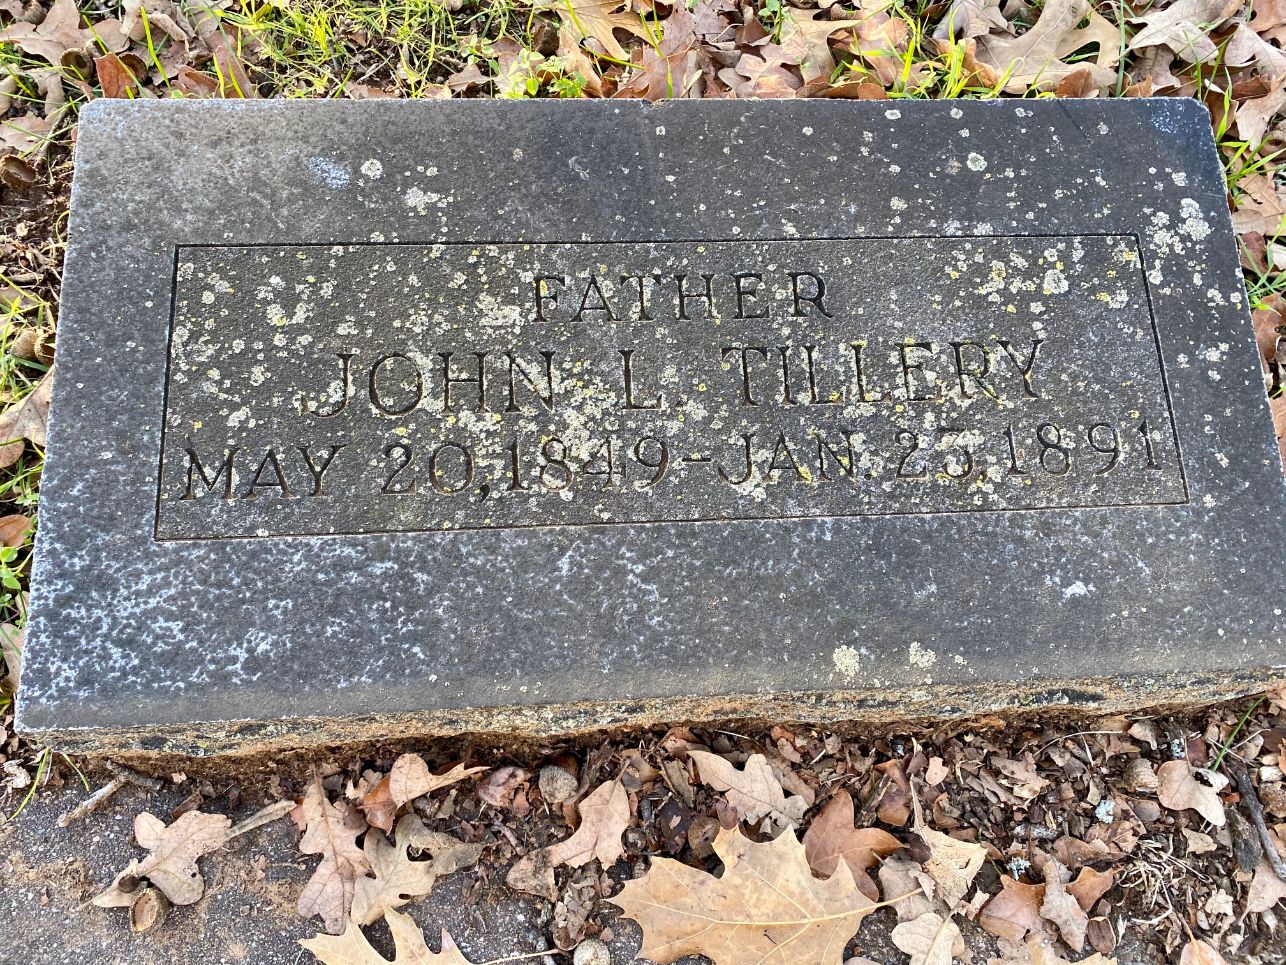 FATHER
JOHN L. TILLERY
MAY 20, 1849-JAN. 23, 1891